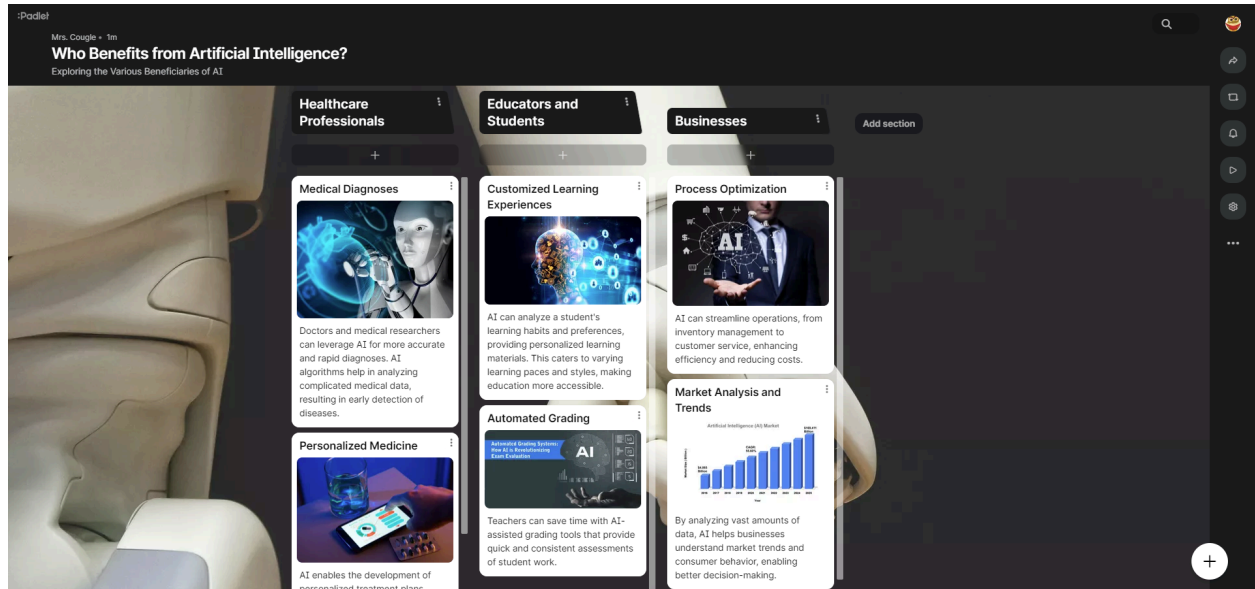 :Padlet
Mrs. Cougle • 1m
Who Benefits from Artificial Intelligence?
Exploring the Various Beneficiaries of AI
Healthcare
Professionals
Medical Diagnoses
Doctors and medical researchers
can leverage AI for more accurate
and rapid diagnoses. AI
algorithms help in analyzing
complicated medical data,
resulting in early detection of
diseases.
Personalized Medicine
AI enables the development of
personalized treatment plans
Educators and
Students
Customized Learning
Experiences
AI can analyze a student's
learning habits and preferences,
providing personalized learning
materials. This caters to varying
learning paces and styles, making
education more accessible.
Automated Grading
Automated Grading Systems:
How AI is Revolutionizing
Exam Evaluation
AI
Teachers can save time with AI-
assisted grading tools that provide
quick and consistent assessments
of student work.
Businesses
Process Optimization
AI
AI can streamline operations, from
inventory management to
customer service, enhancing
efficiency and reducing costs.
Market Analysis and
Trends
Artificial Intelligence (AI) Market
By analyzing vast amounts of
data, AI helps businesses
understand market trends and
consumer behavior, enabling
better decision-making.
Add section